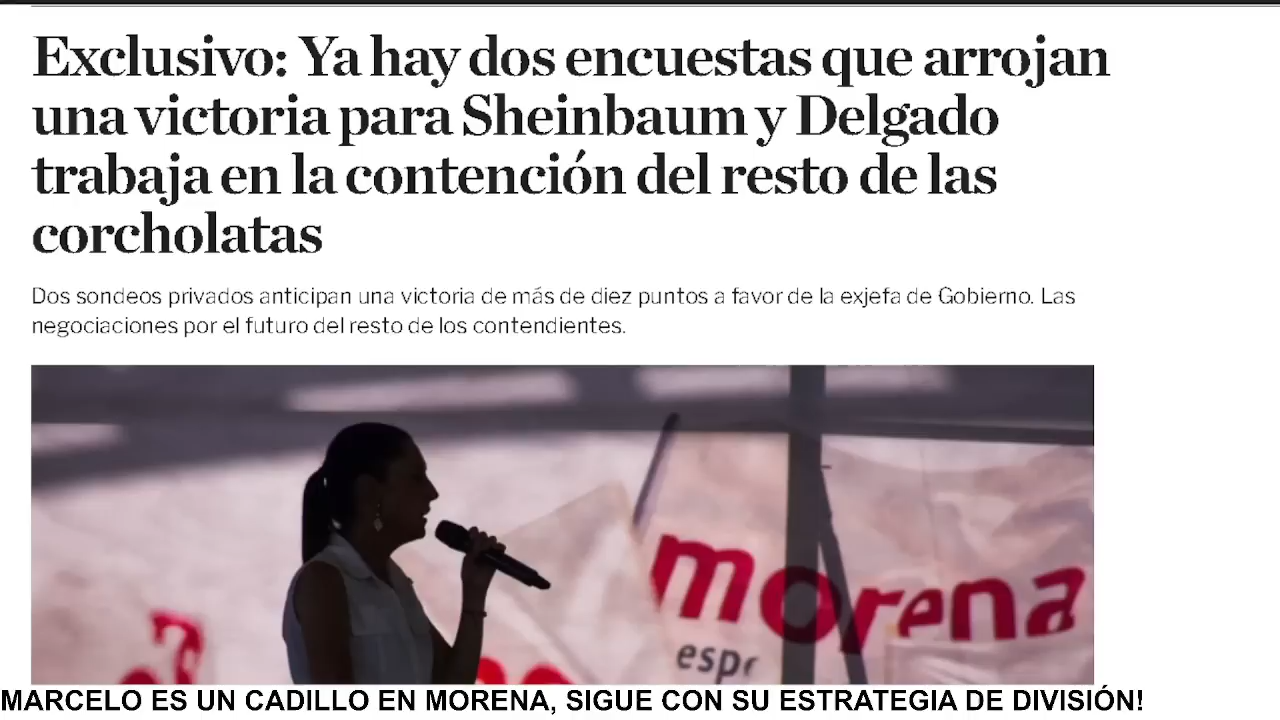 Exclusivo: Ya hay dos encuestas que arrojan
una victoria para Sheinbaum y Delgado
trabaja en la contención del resto de las
corcholatas
Dos sondeos privados anticipan una victoria de más de diez puntos a favor de la exjefa de Gobierno. Las
negociaciones por el futuro del resto de los contendientes.
morena
MARCELO ES UN CADILLO EN MORENA, SIGUE CON SU ESTRATEGIA DE DIVISIÓN!